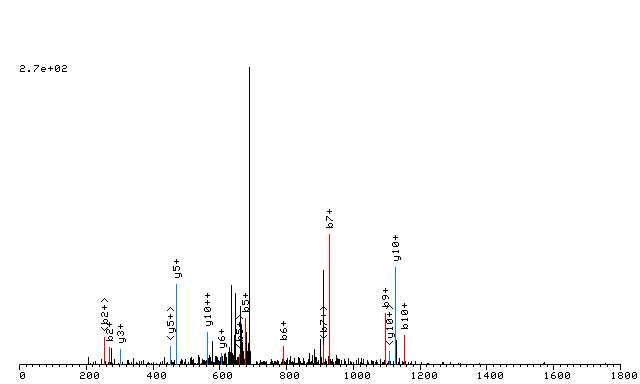 2.7e+02
<b2+>
b2+
y3+
<y5+>
y5+
y10++
y6+
b5+
b6+
<b7+>
b7+
b9+
<y10+>
y10+
b10+
0 200 400 600 800 1000 1200 1400 1600 1800